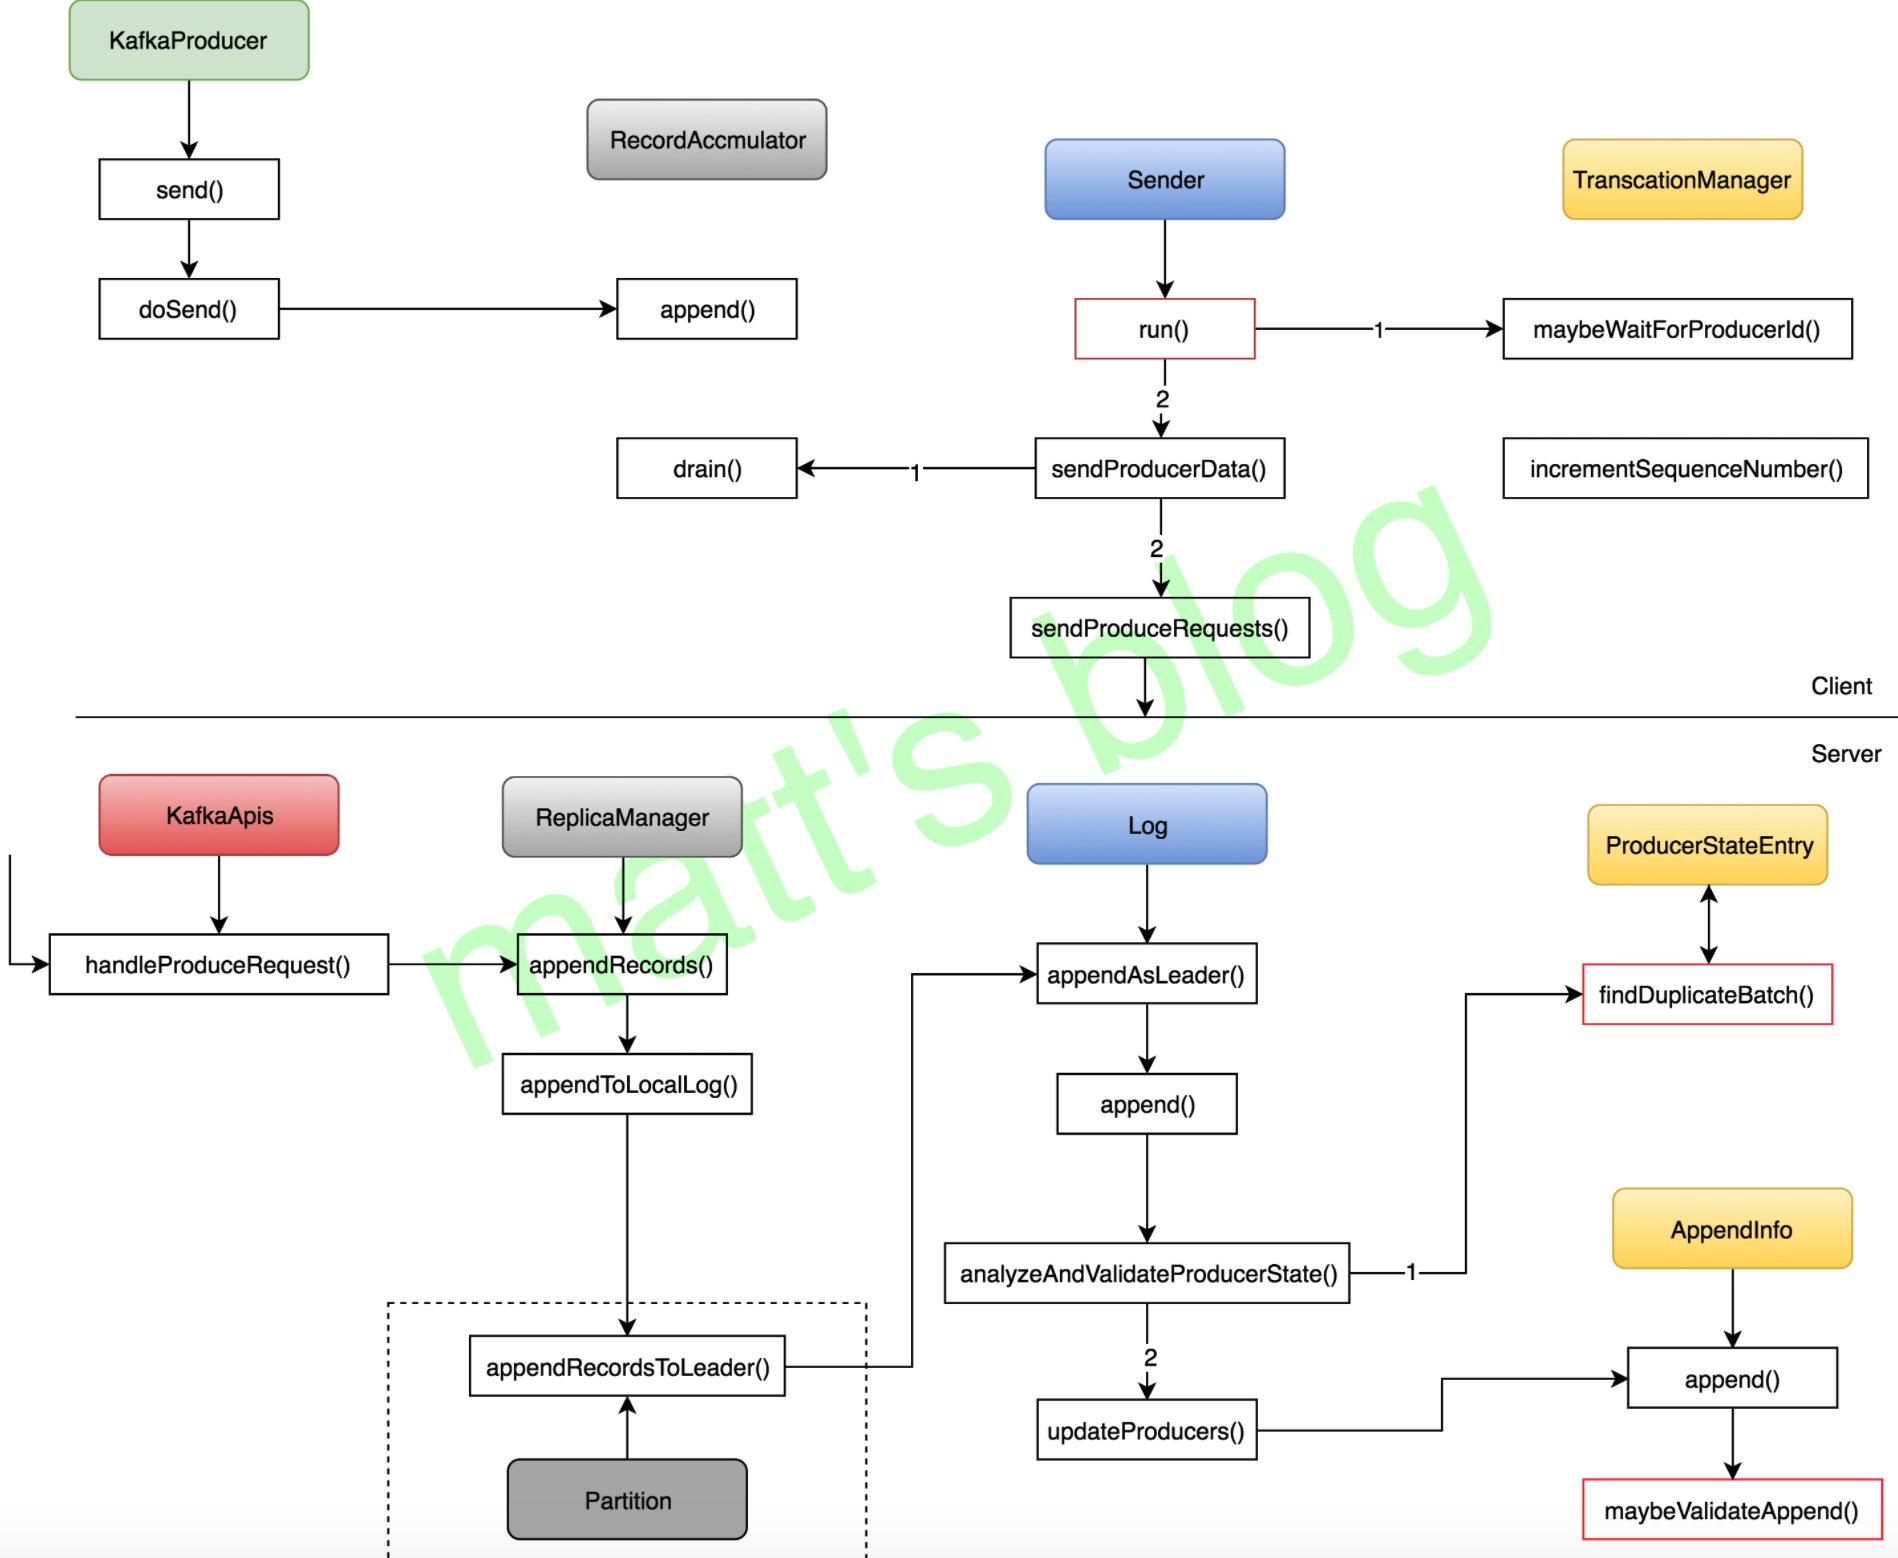 KafkaProducer
RecordAccmulator
Sender
TranscationManager
send()
doSend()
append()
run()
1
maybeWaitForProducerId()
2
drain()
1
sendProducerData()
incrementSequenceNumber()
2
sendProduceRequests()
Client
Server
matt's blog
KafkaApis
ReplicaManager
Log
ProducerStateEntry
handleProduceRequest()
appendRecords()
appendAsLeader()
findDuplicateBatch()
appendToLocalLog()
append()
AppendInfo
analyzeAndValidateProducerState()
1
2
appendRecordsToLeader()
append()
updateProducers()
Partition
maybeValidateAppend()